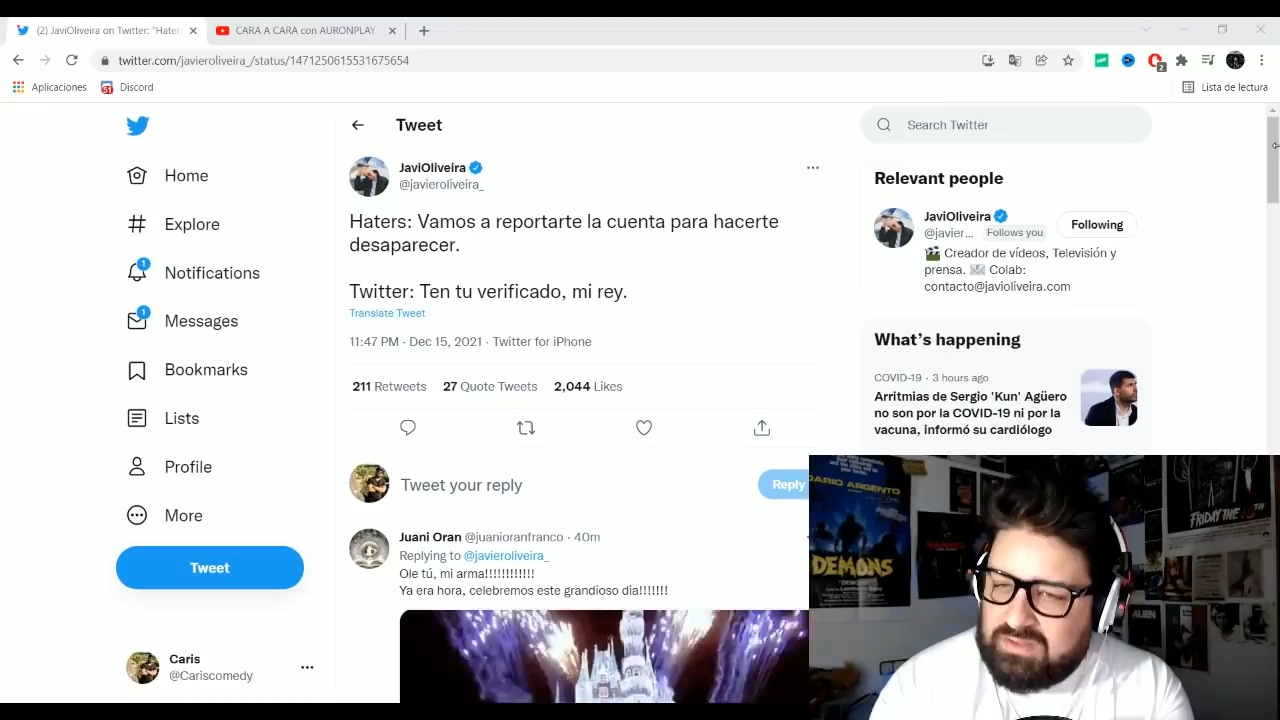 (2) JaviOliveira on Twitter: "Hater
CARA A CARA con AURONPLAY
twitter.com/javieroliveira_/status/1471250615531675654
2
Aplicaciones
Discord
Lista de lectura
Home
Explore
1
Notifications
1
Messages
Bookmarks
Lists
Profile
More
Tweet
Caris
@Cariscomedy
Tweet
JaviOliveira
@javieroliveira_
Haters: Vamos a reportarte la cuenta para hacerte
desaparecer.
Twitter: Ten tu verificado, mi rey.
Translate Tweet
11:47 PM · Dec 15, 2021 · Twitter for iPhone
211 Retweets 27 Quote Tweets 2,044 Likes
Tweet your reply
Reply
Juani Oran @juanioranfranco · 40m
Replying to @javieroliveira_
Ole tú, mi arma!!!!!!!!!!!!
Ya era hora, celebremos este grandioso dia!!!!!!!
Search Twitter
Relevant people
JaviOliveira
@javier... Follows you
Following
Creador de vídeos, Televisión y
prensa. Colab:
contacto@javioliveira.com
What's happening
COVID-19 · 3 hours ago
Arritmias de Sergio 'Kun' Agüero
no son por la COVID-19 ni por la
vacuna, informó su cardiólogo
DARIO ARGENTO
DEMONS
FRIDAY THE
ALIEN